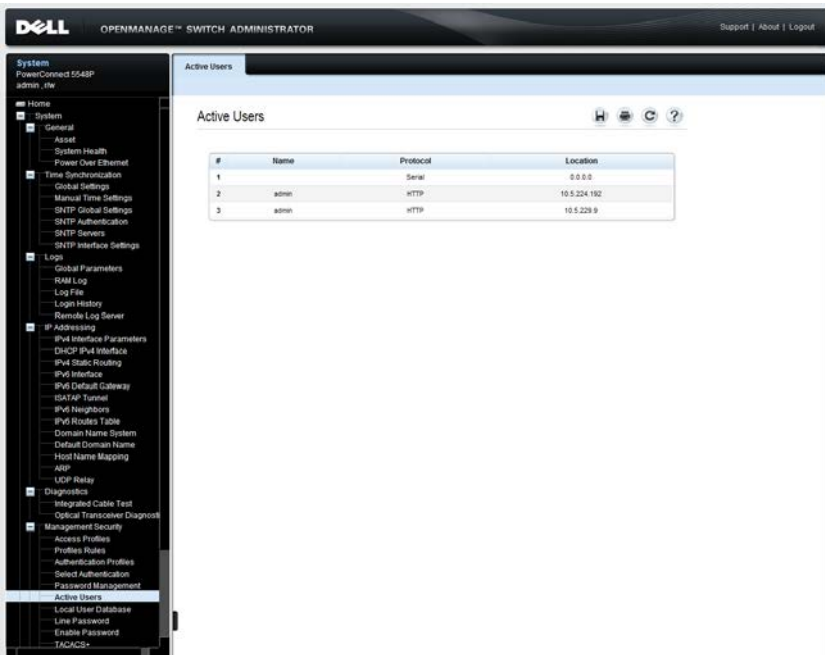 DELL
OPENMANAGE™ SWITCH ADMINISTRATOR
Support | About | Logout
System
PowerConnect 5548P
admin , r/w
Home
System
General
Asset
System Health
Power Over Ethernet
Time Synchronization
Global Settings
Manual Time Settings
SNTP Global Settings
SNTP Authentication
SNTP Servers
SNTP Interface Settings
Logs
Global Parameters
RAM Log
Log File
Login History
Remote Log Server
IP Addressing
IPv4 Interface Parameters
DHCP IPv4 Interface
IPv4 Static Routing
IPv6 Interface
IPv6 Default Gateway
ISATAP Tunnel
IPv6 Neighbors
IPv6 Routes Table
Domain Name System
Default Domain Name
Host Name Mapping
ARP
UDP Relay
Diagnostics
Integrated Cable Test
Optical Transceiver Diagnosti
Management Security
Access Profiles
Profiles Rules
Authentication Profiles
Select Authentication
Password Management
Active Users
Local User Database
Line Password
Enable Password
TACACS+
Active Users
Active Users
# Name Protocol Location
1 Serial 0.0.0.0
2 admin HTTP 10.5.224.192
3 admin HTTP 10.5.229.9